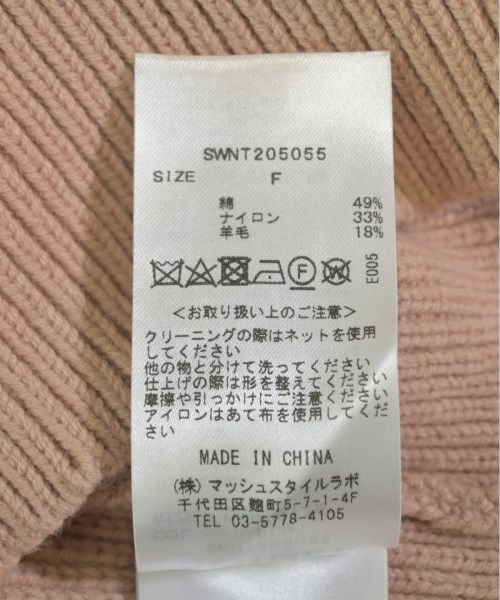 SWNT205055
SIZE F
綿 49%
ナイロン 33%
羊毛 18%
F W E005
<お取り扱い上のご注意>
クリーニングの際はネットを使用
してください
他の物と分けて洗ってください
仕上げの際は形を整えてください
摩擦や引っかけにご注意ください
アイロンはあて布を使用してくだ
さい
MADE IN CHINA
(株)マッシュスタイルラボ
千代田区麹町5-7-1-4F
TEL 03-5778-4105